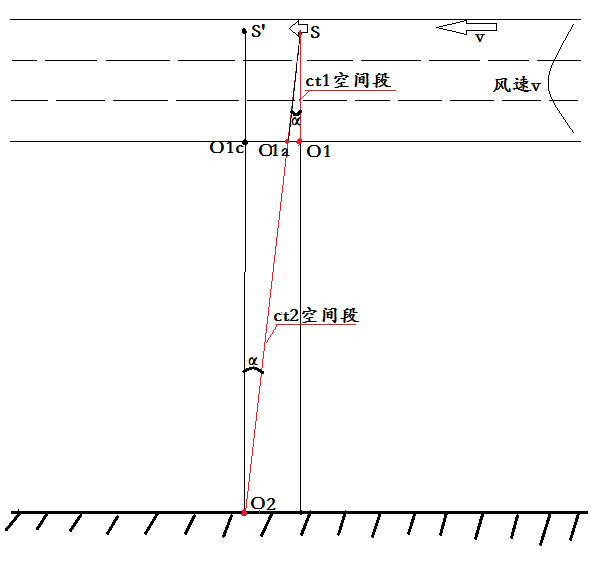 S' S v
ct1空间段 风速v
α
O1c O1a O1
ct2空间段
α
O2